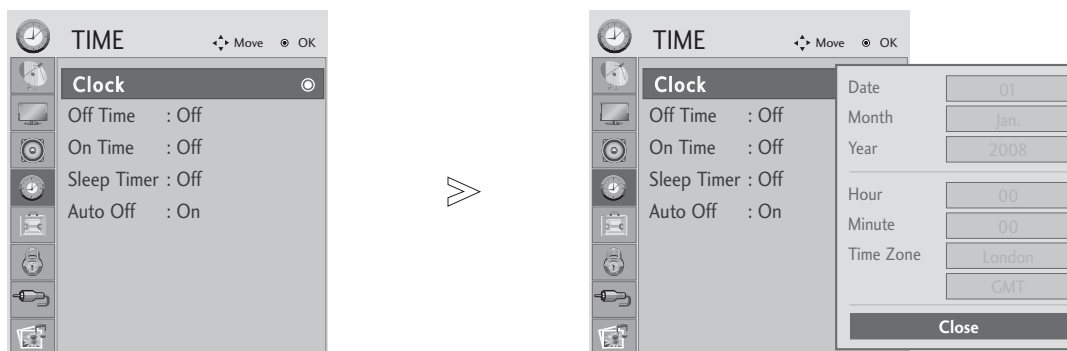 TIME
Move OK
Clock
Off Time : Off
On Time : Off
Sleep Timer : Off
Auto Off : On
TIME
Move OK
Clock
Off Time : Off
On Time : Off
Sleep Timer : Off
Auto Off : On
Date 01
Month Jan.
Year 2008
Hour 00
Minute 00
Time Zone London
GMT
Close